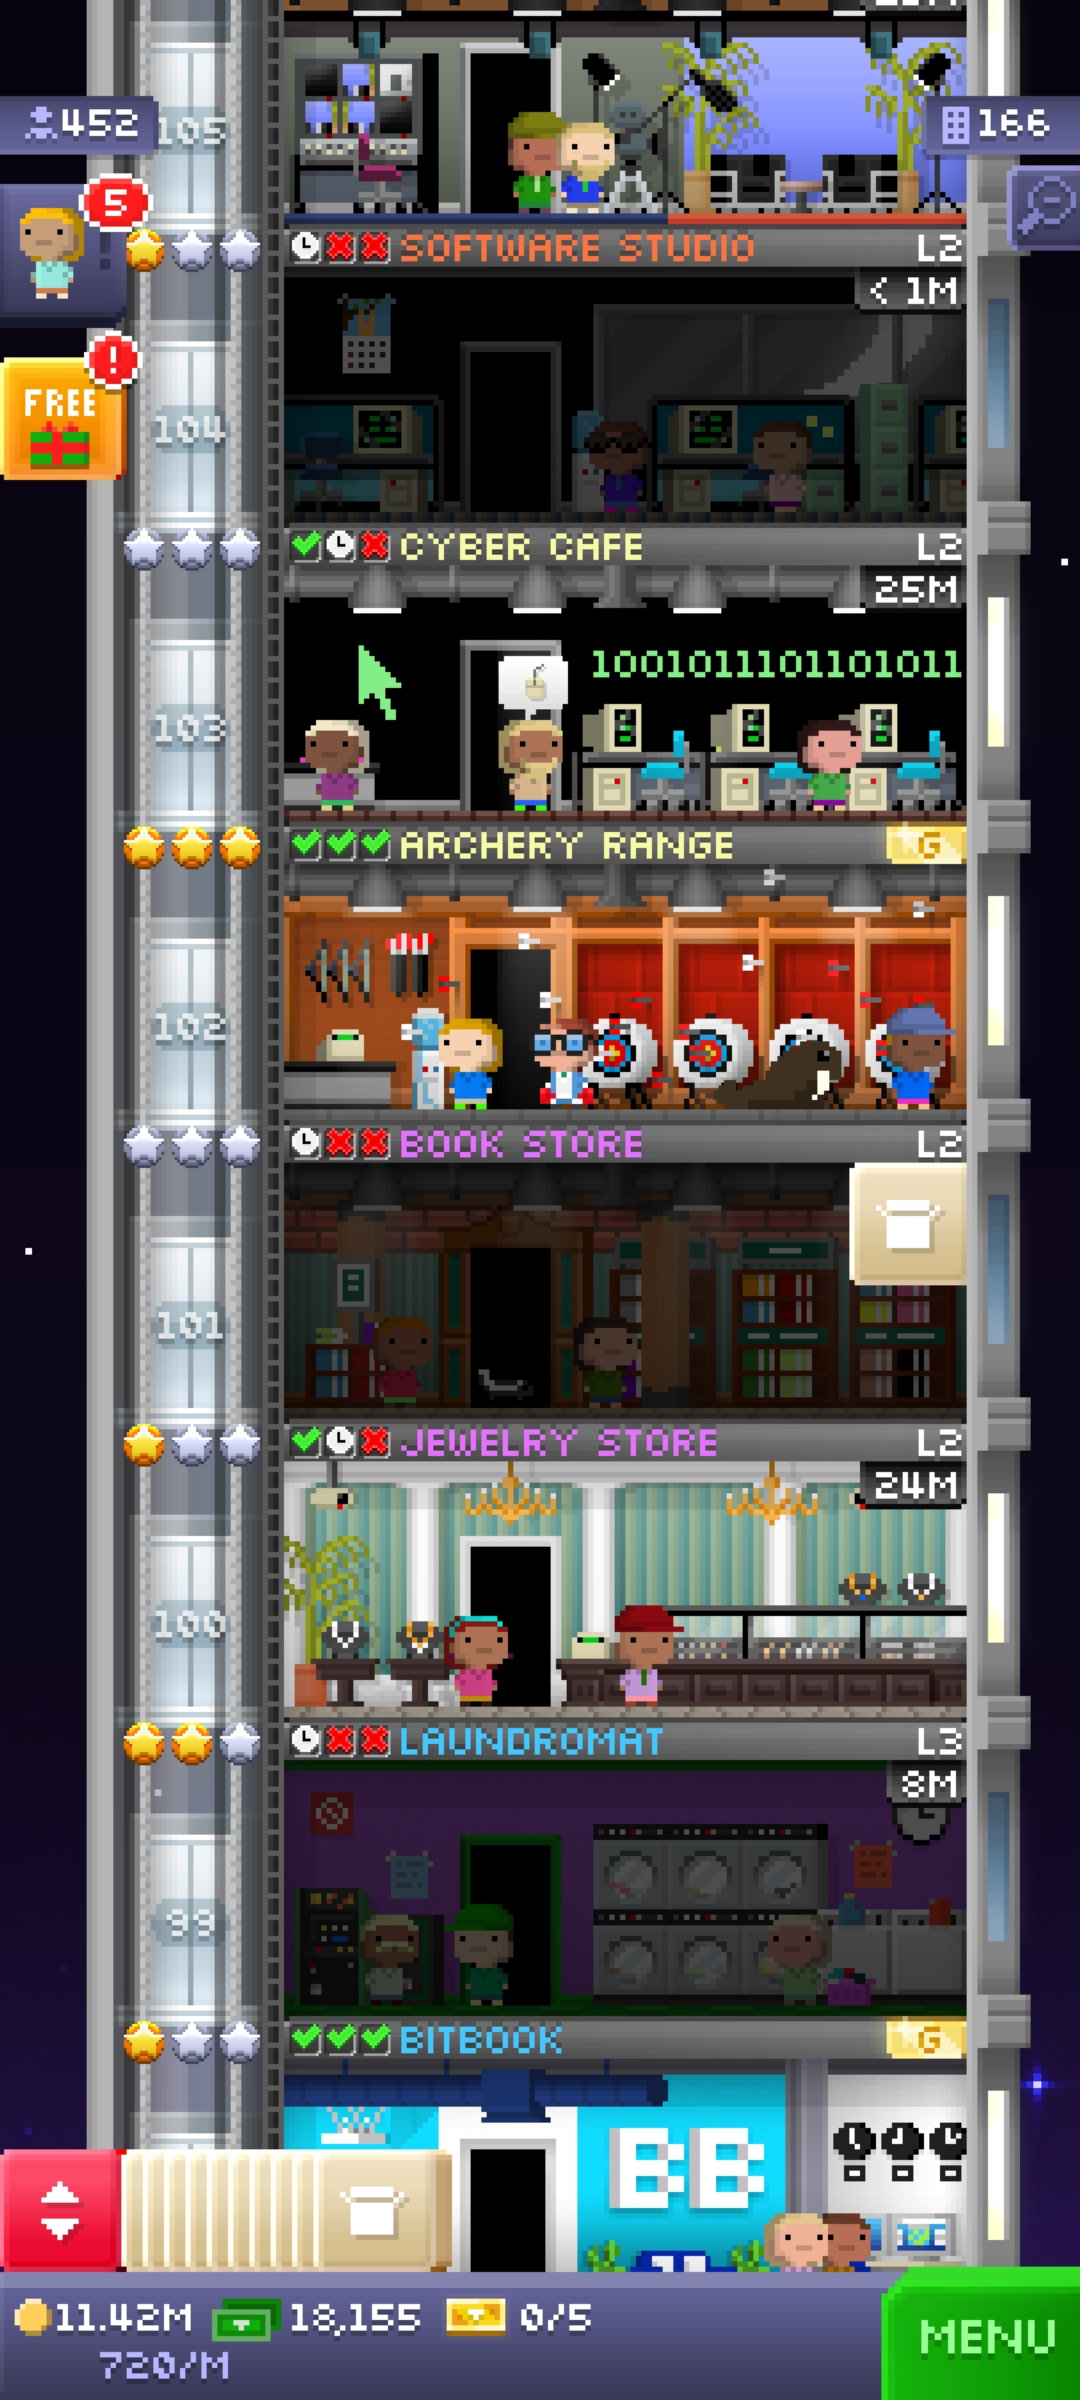 452
105
166
5
SOFTWARE STUDIO
L2
< 1M
FREE
!
104
CYBER CAFE
L2
25M
1001011101101011
103
ARCHERY RANGE
G
102
BOOK STORE
L2
101
JEWELRY STORE
L2
24M
100
LAUNDROMAT
L3
8M
99
BITBOOK
G
BB
11.42M
18,155
0/5
720/M
MENU